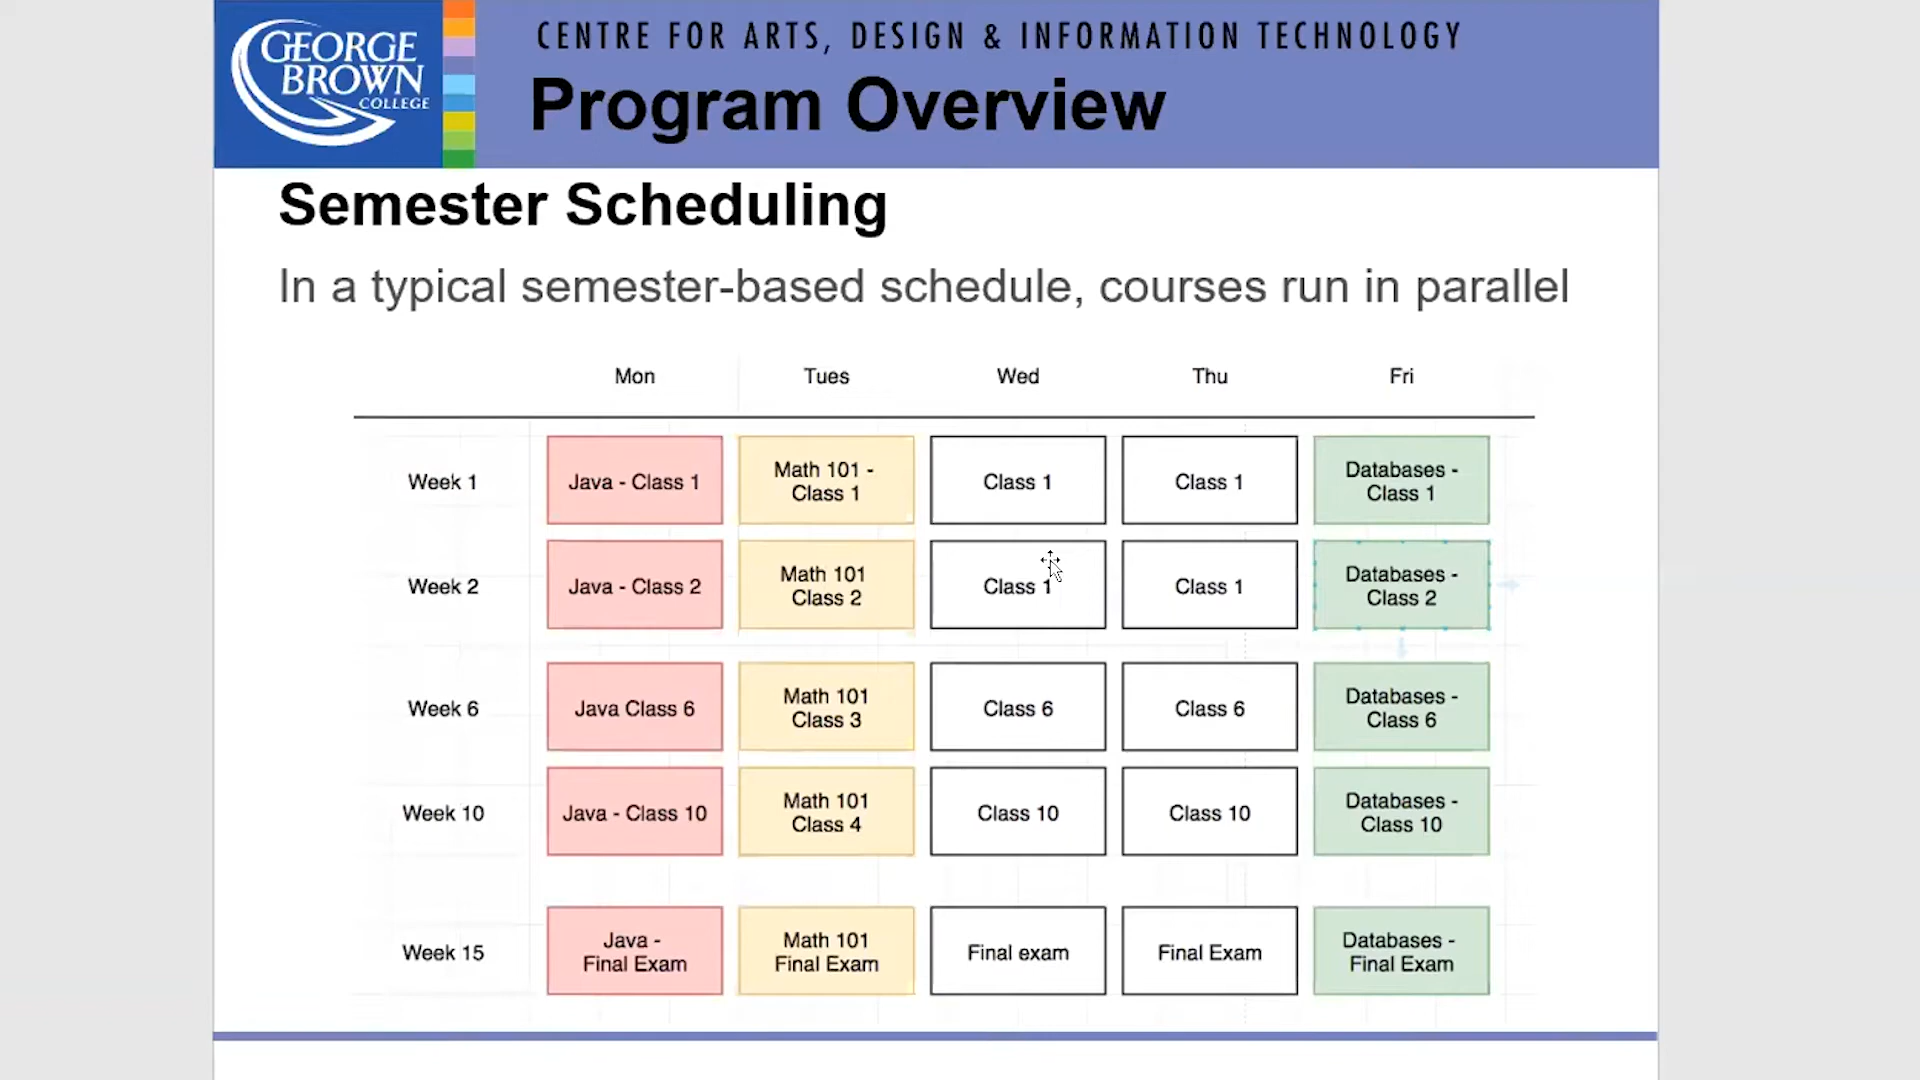 GEORGE
BROWN
COLLEGE
CENTRE FOR ARTS, DESIGN & INFORMATION TECHNOLOGY
Program Overview
Semester Scheduling
In a typical semester-based schedule, courses run in parallel
Mon Tues Wed Thu Fri
Week 1
Java - Class 1
Math 101 -
Class 1
Class 1
Class 1
Databases -
Class 1
Week 2
Java - Class 2
Math 101
Class 2
Class 1
Class 1
Databases -
Class 2
Week 6
Java Class 6
Math 101
Class 3
Class 6
Class 6
Databases -
Class 6
Week 10
Java - Class 10
Math 101
Class 4
Class 10
Class 10
Databases -
Class 10
Week 15
Java -
Final Exam
Math 101
Final Exam
Final exam
Final Exam
Databases -
Final Exam